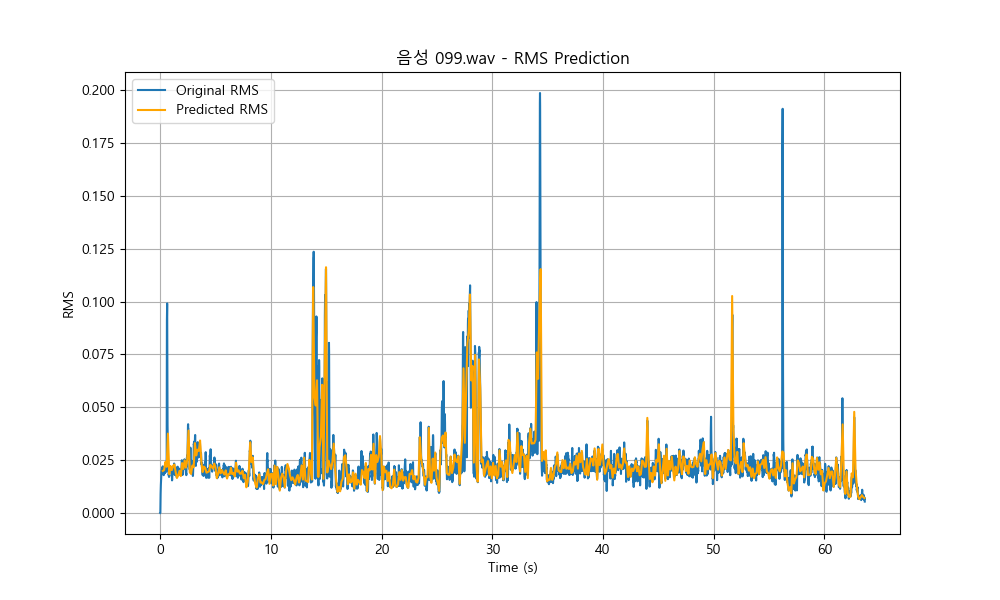 음성 099.wav - RMS Prediction
Original RMS
Predicted RMS
0.200
0.175
0.150
0.125
0.100
0.075
0.050
0.025
0.000
RMS
0 10 20 30 40 50 60
Time (s)